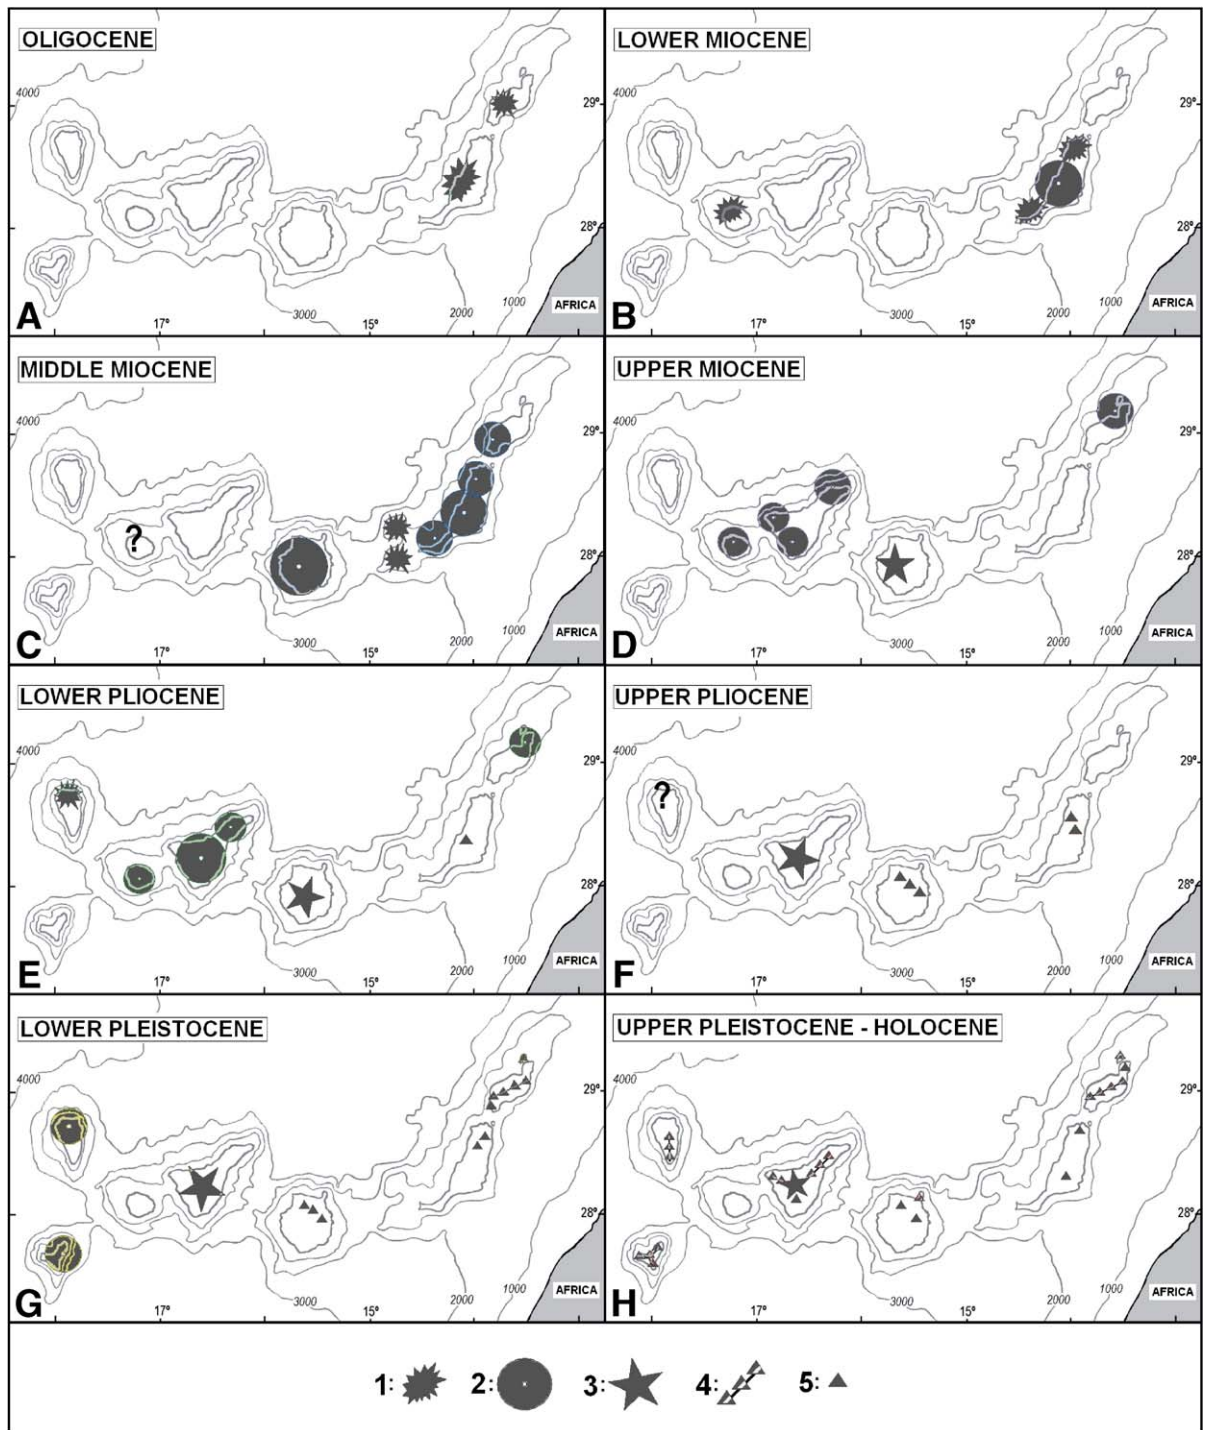 OLIGOCENE
4000
29°
28°
A
17°
3000
15°
2000
1000
AFRICA
LOWER MIOCENE
4000
29°
28°
B
17°
3000
15°
2000
1000
AFRICA
MIDDLE MIOCENE
4000
29°
?
28°
C
17°
3000
15°
2000
1000
AFRICA
UPPER MIOCENE
4000
29°
28°
D
17°
3000
15°
2000
1000
AFRICA
LOWER PLIOCENE
4000
29°
28°
E
17°
3000
15°
2000
1000
AFRICA
UPPER PLIOCENE
4000
29°
?
28°
F
17°
3000
15°
2000
1000
AFRICA
LOWER PLEISTOCENE
4000
29°
28°
G
17°
3000
15°
2000
1000
AFRICA
UPPER PLEISTOCENE - HOLOCENE
4000
29°
28°
H
17°
3000
15°
2000
1000
AFRICA
1: 2: 3: 4: 5: